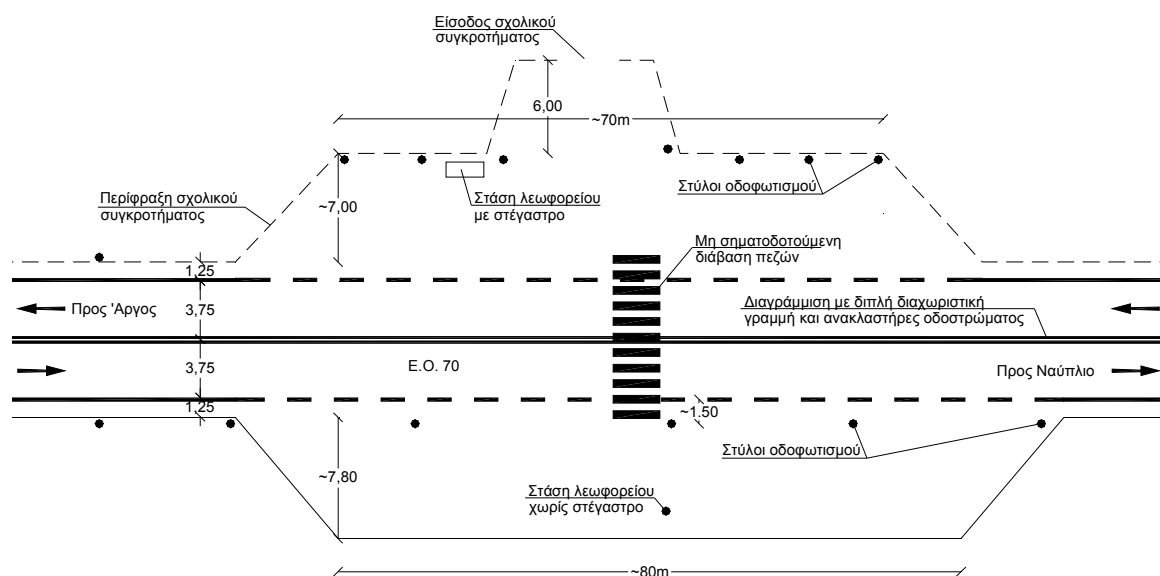 Είσοδος σχολικού
συγκροτήματος
6,00
~70m
Στύλοι οδοφωτισμού
Στάση λεωφορείου
με στέγαστρο
Περίφραξη σχολικού
συγκροτήματος
~7,00
Μη σηματοδοτούμενη
διάβαση πεζών
1,25
Προς 'Αργος
3,75
Διαγράμμιση με διπλή διαχωριστική
γραμμή και ανακλαστήρες οδοστρώματος
3,75
Ε.Ο. 70
Προς Ναύπλιο
1,25
~1.50
Στύλοι οδοφωτισμού
~7,80
Στάση λεωφορείου
χωρίς στέγαστρο
~80m